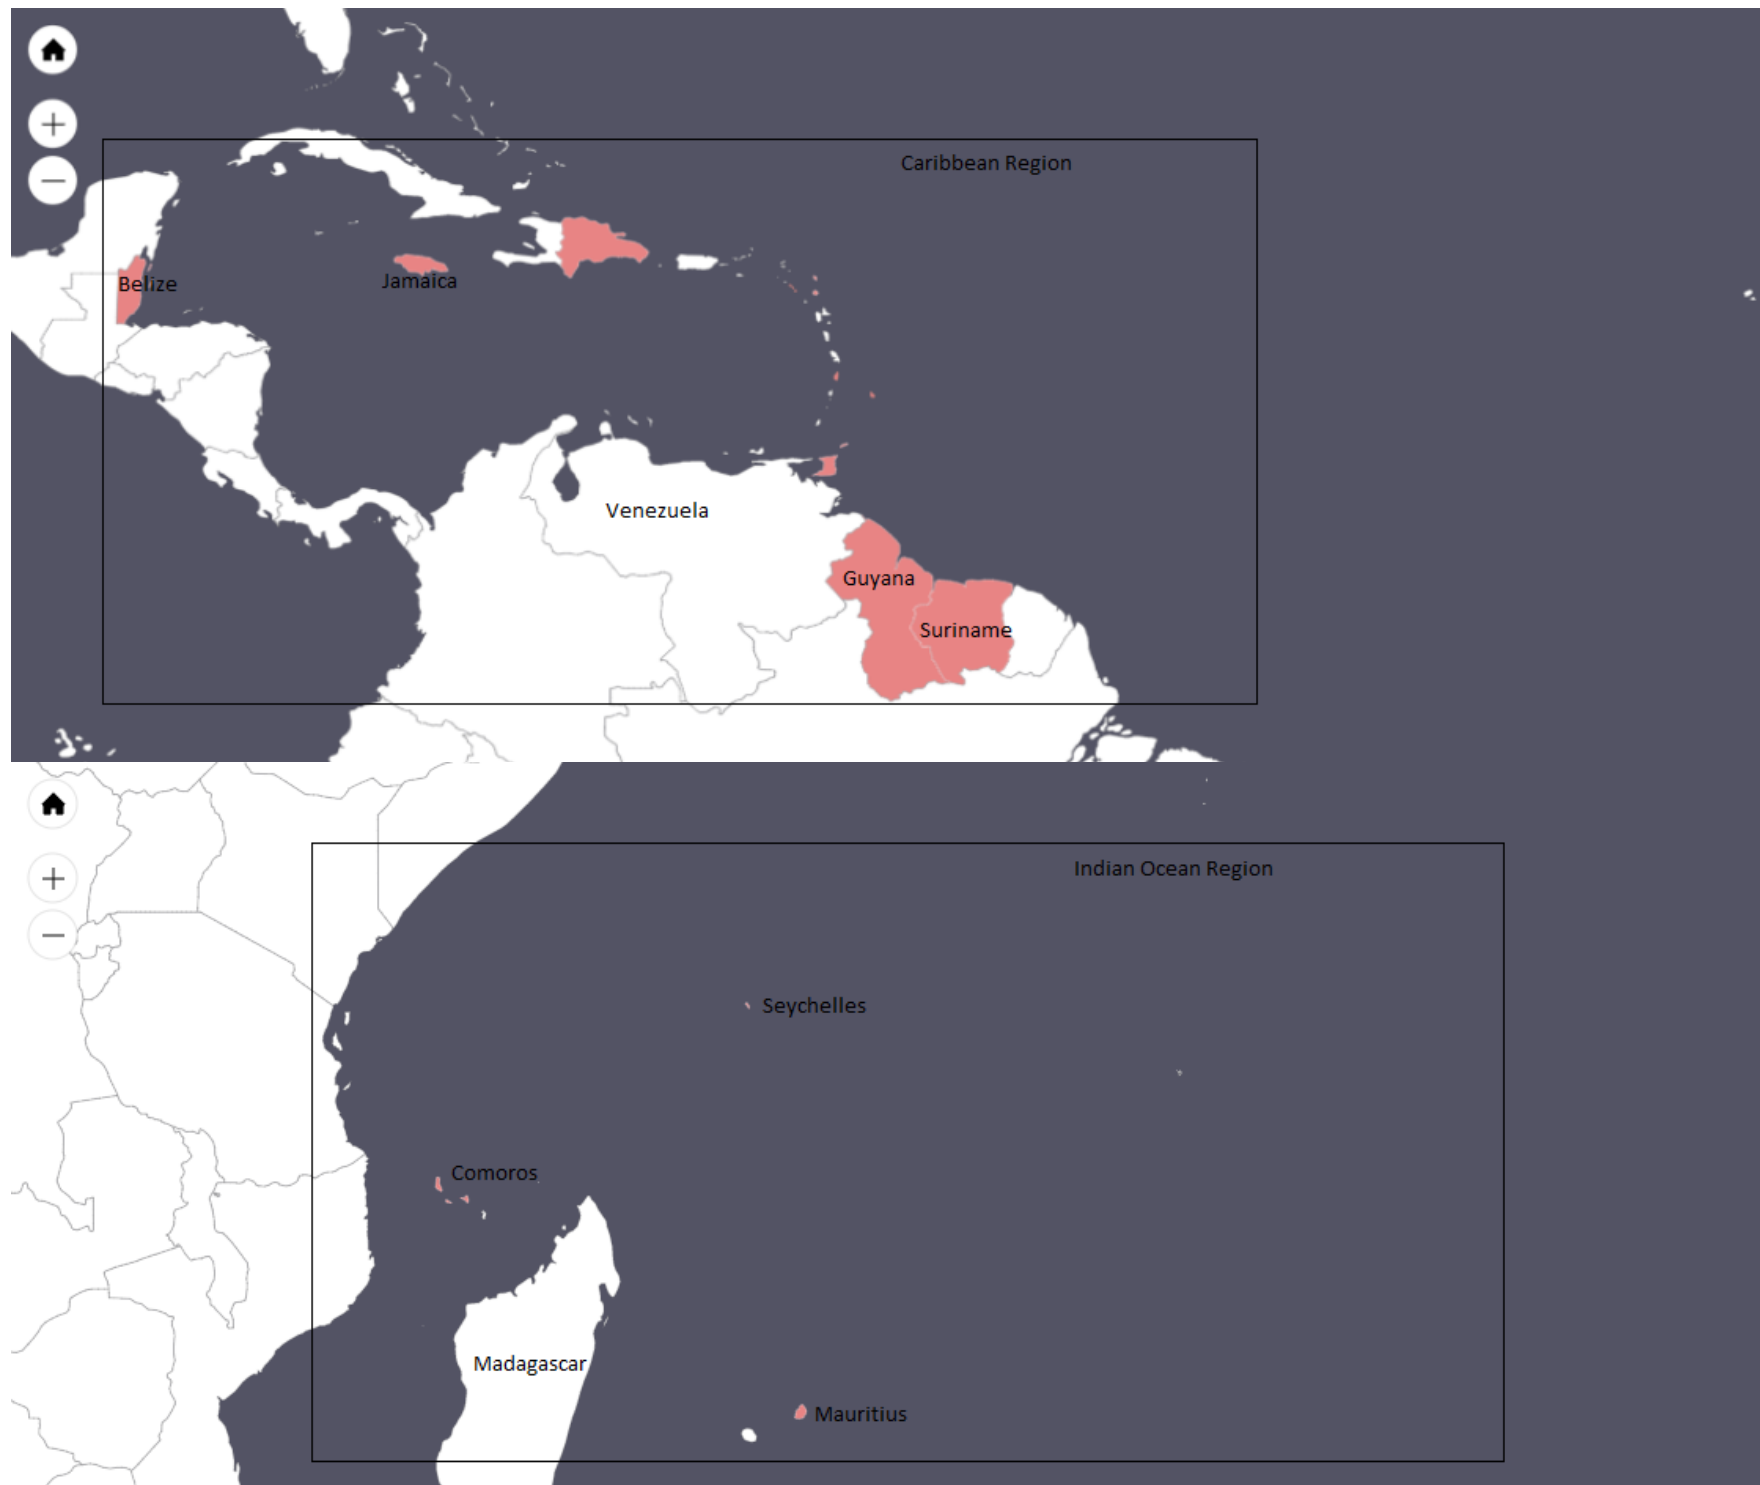 Caribbean Region
Belize
Jamaica
Venezuela
Guyana
Suriname
Indian Ocean Region
Seychelles
Comoros
Madagascar
Mauritius